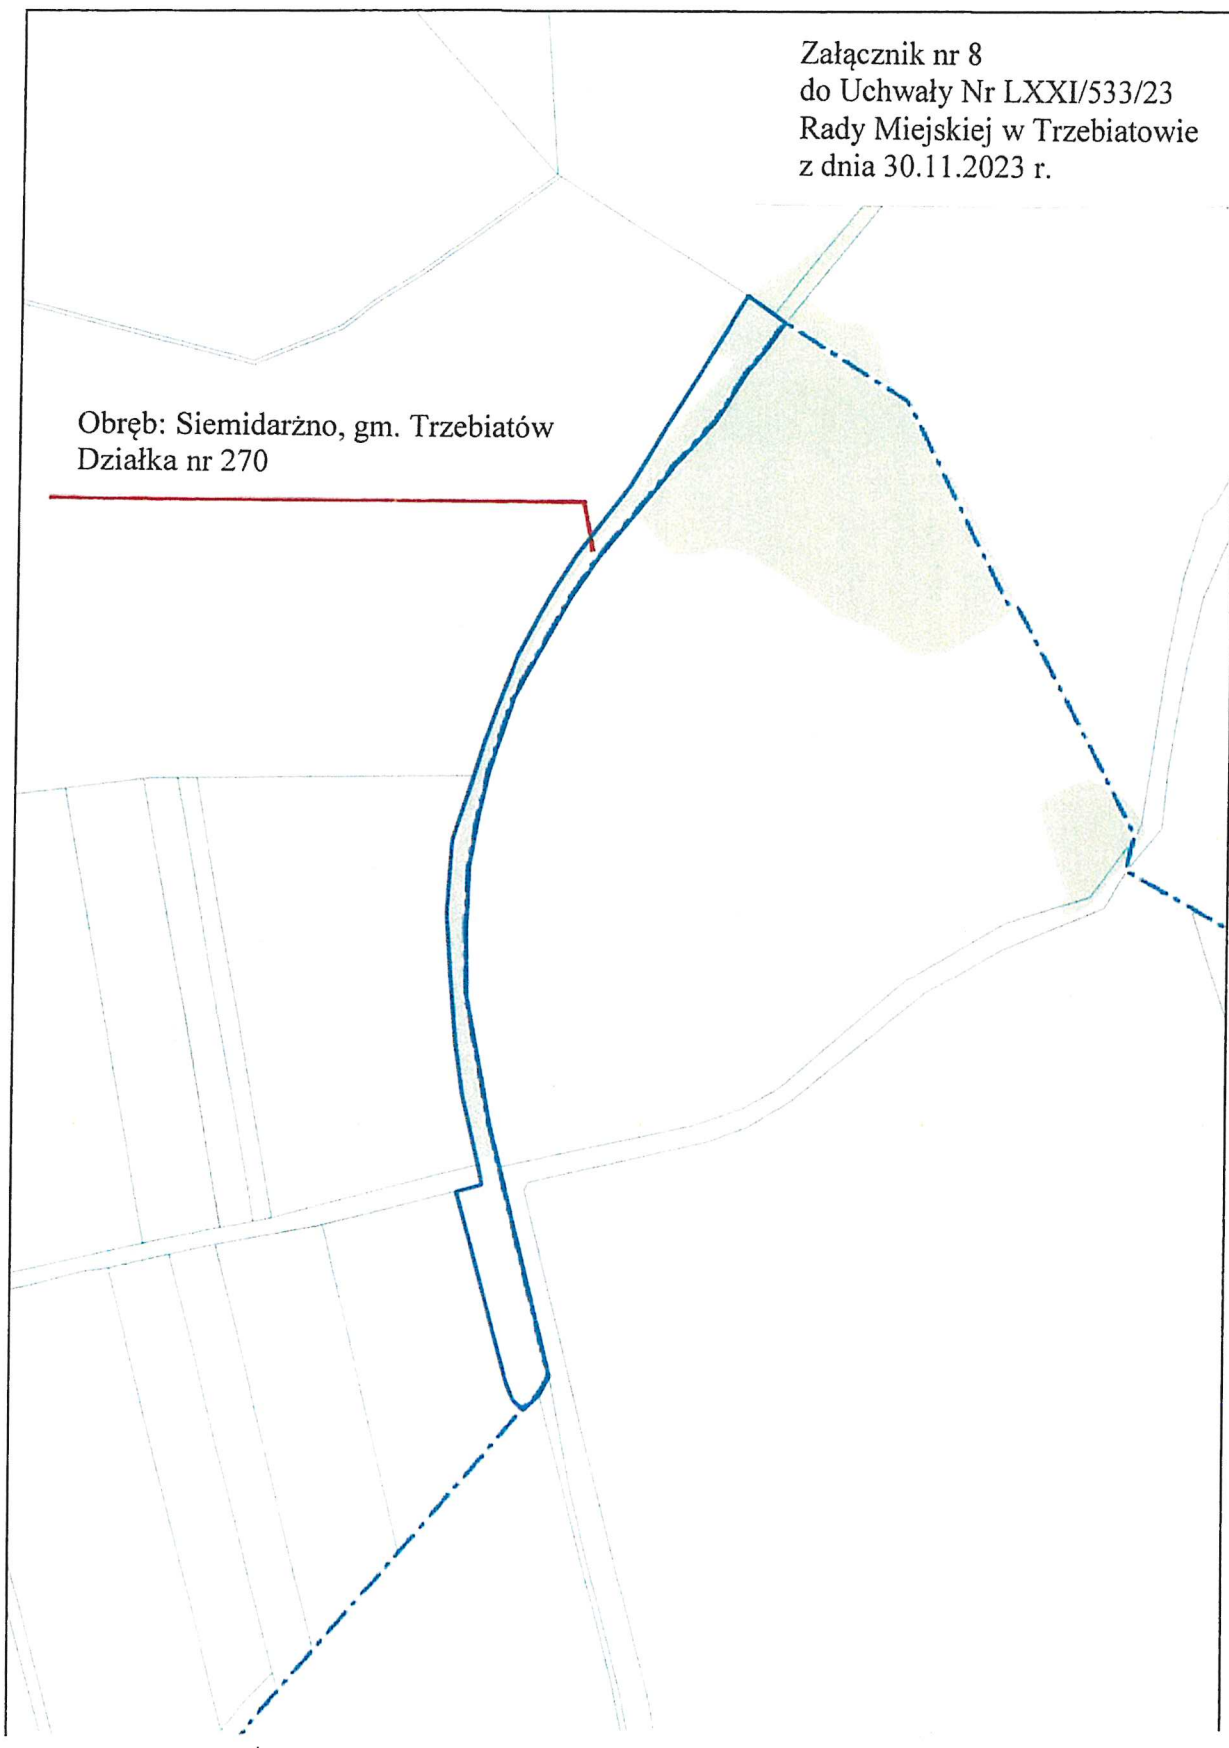 Załącznik nr 8
do Uchwały Nr LXXI/533/23
Rady Miejskiej w Trzebiatowie
z dnia 30.11.2023 r.
Obręb: Siemidarżno, gm. Trzebiatów
Działka nr 270